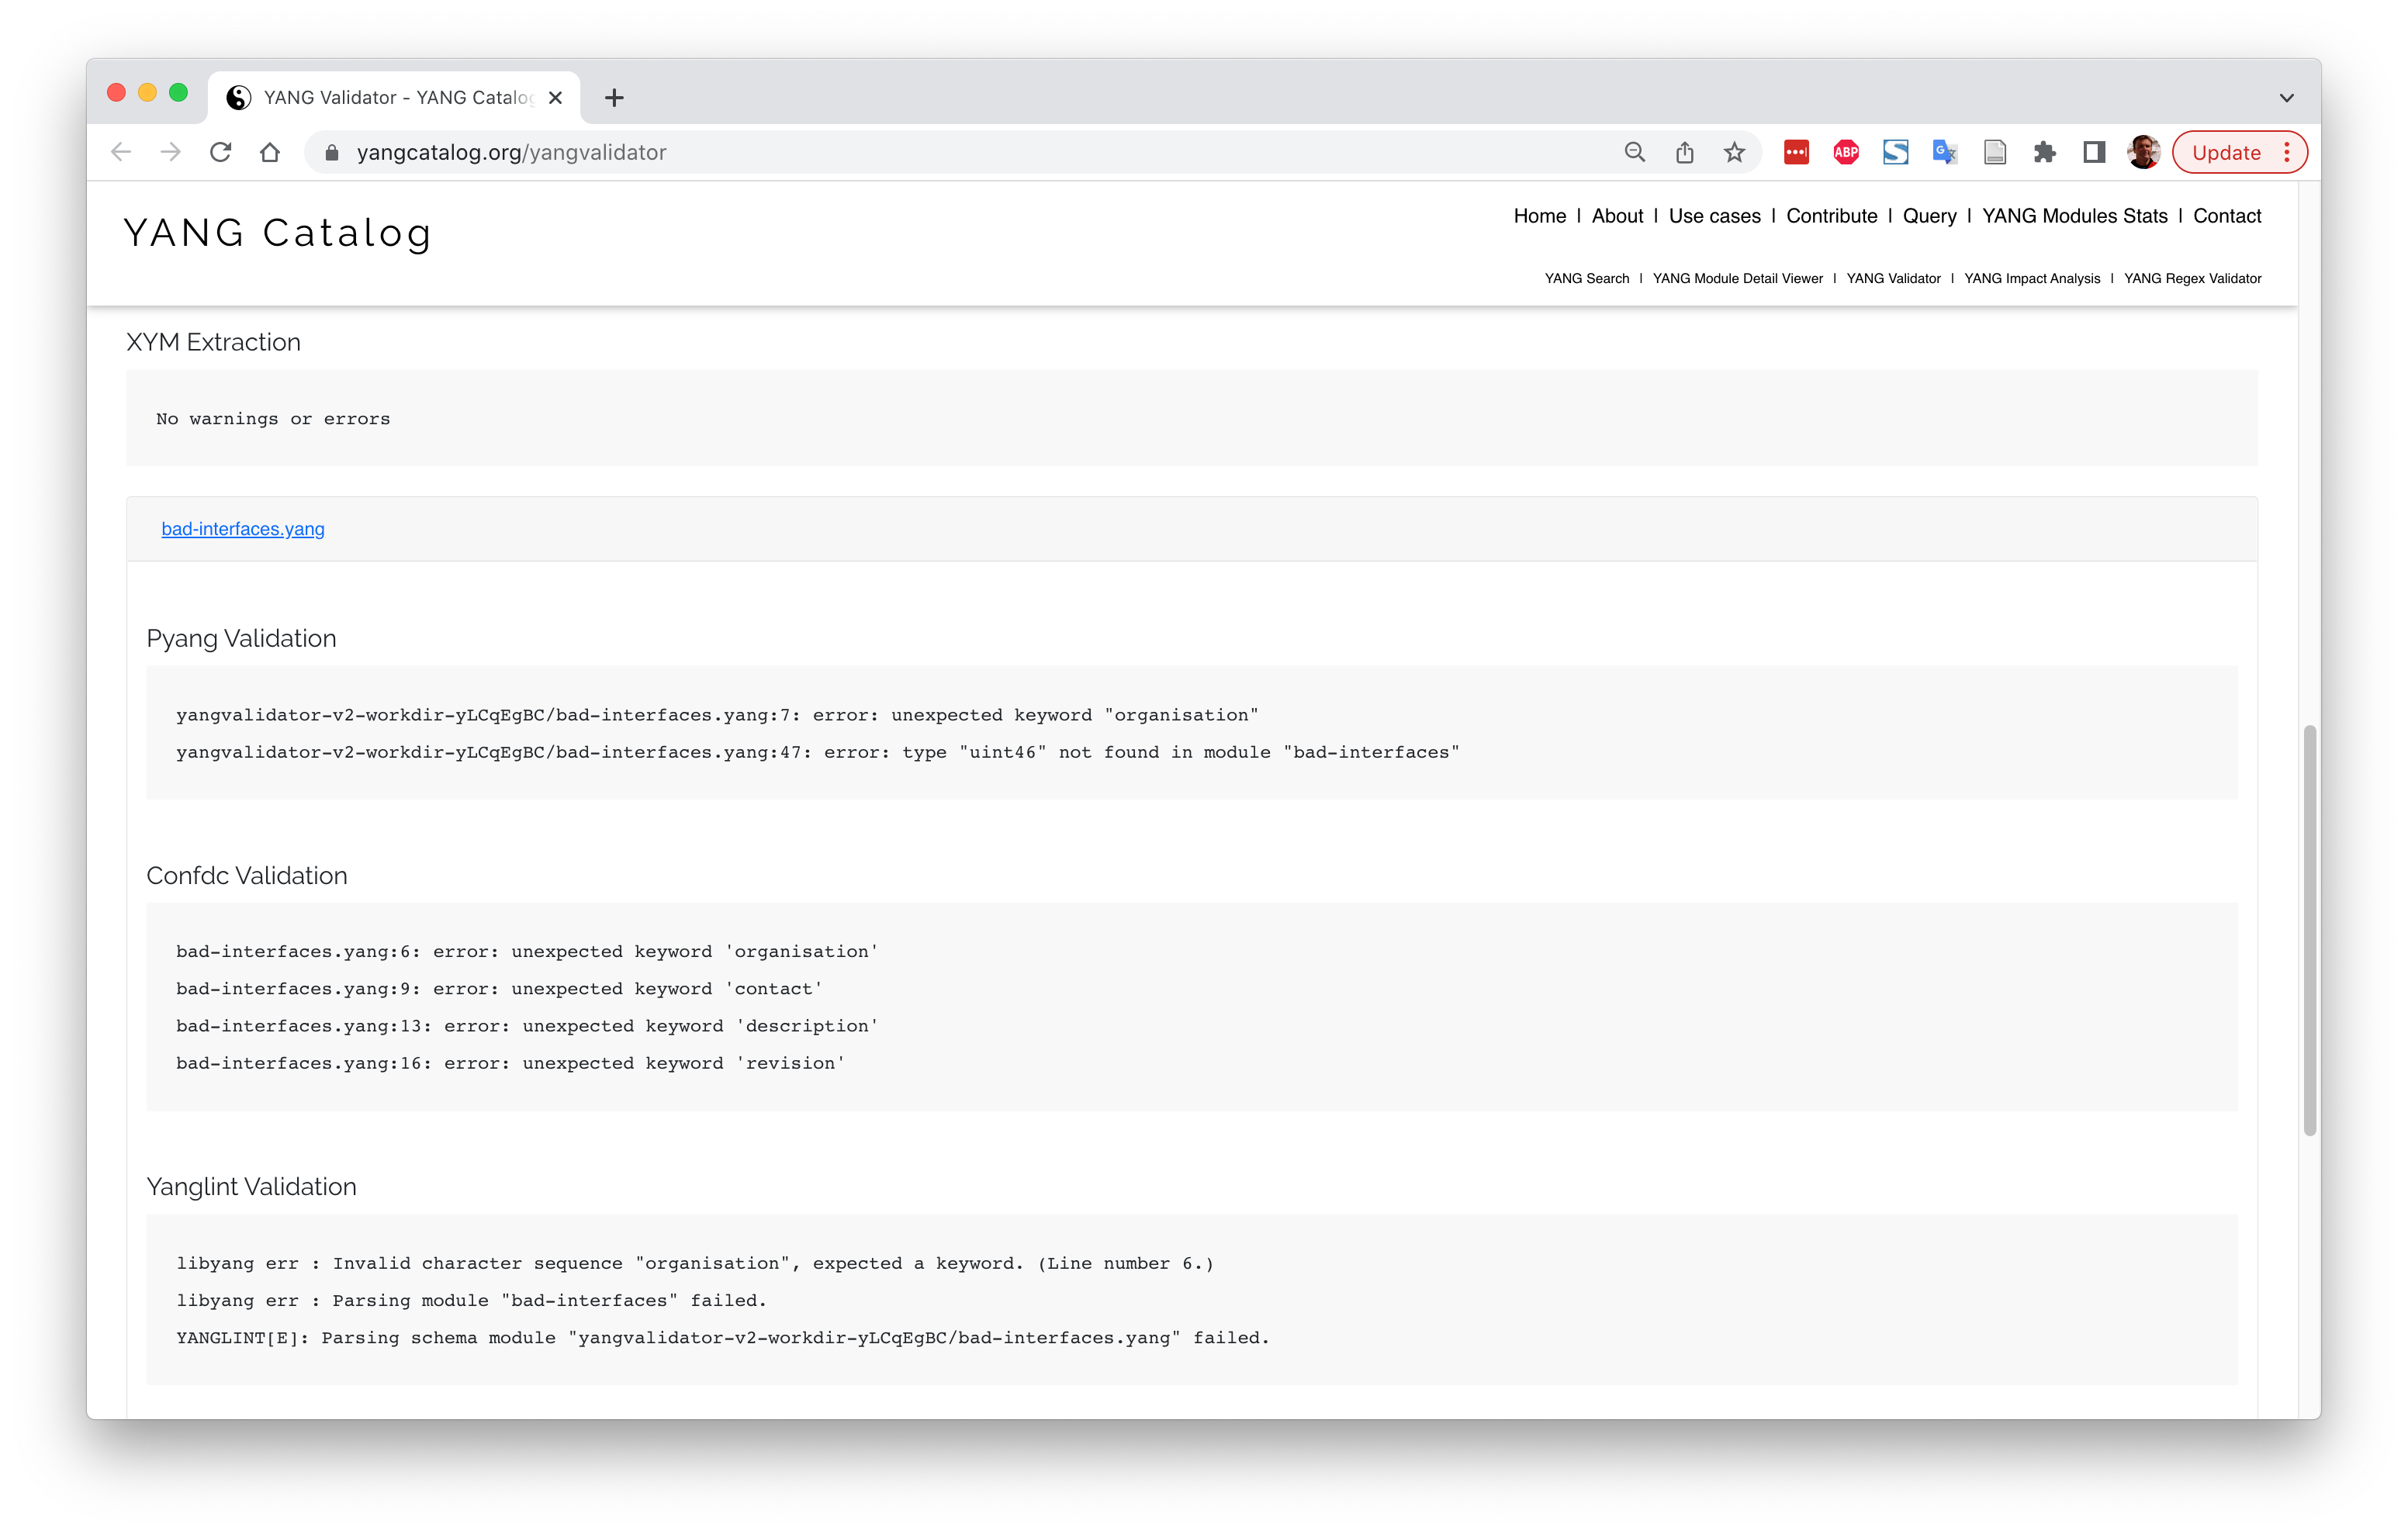 YANG Validator - YANG Catalog
yangcatalog.org/yangvalidator
ABP
Update
YANG Catalog
Home | About | Use cases | Contribute | Query | YANG Modules Stats | Contact
YANG Search | YANG Module Detail Viewer | YANG Validator | YANG Impact Analysis | YANG Regex Validator
XYM Extraction
No warnings or errors
bad-interfaces.yang
Pyang Validation
yangvalidator-v2-workdir-yLCqEgBC/bad-interfaces.yang:7: error: unexpected keyword "organisation"
yangvalidator-v2-workdir-yLCqEgBC/bad-interfaces.yang:47: error: type "uint46" not found in module "bad-interfaces"
Confdc Validation
bad-interfaces.yang:6: error: unexpected keyword 'organisation'
bad-interfaces.yang:9: error: unexpected keyword 'contact'
bad-interfaces.yang:13: error: unexpected keyword 'description'
bad-interfaces.yang:16: error: unexpected keyword 'revision'
Yanglint Validation
libyang err : Invalid character sequence "organisation", expected a keyword. (Line number 6.)
libyang err : Parsing module "bad-interfaces" failed.
YANGLINT[E]: Parsing schema module "yangvalidator-v2-workdir-yLCqEgBC/bad-interfaces.yang" failed.